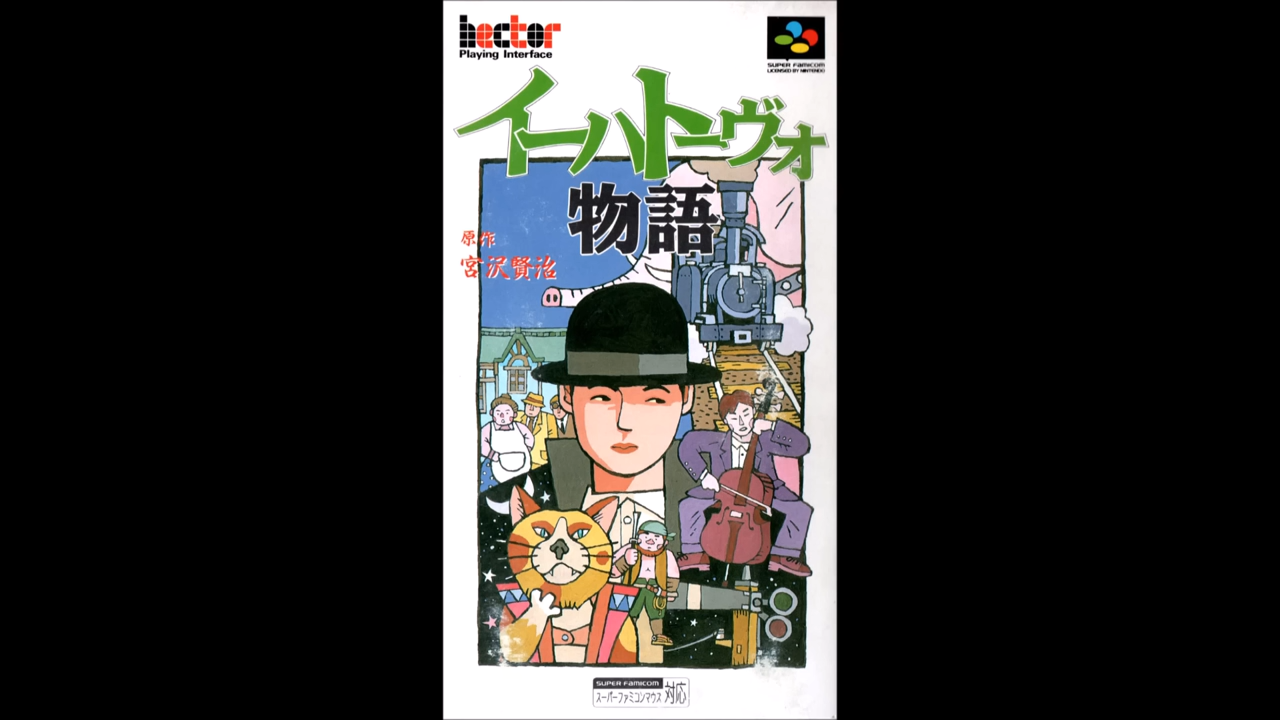 hector
Playing Interface
SUPER FAMICOM
LICENSED BY NINTENDO
イーハトーヴォ
物語
原作
宮沢賢治
SUPER FAMICOM
スーパーファミコンマウス 対応